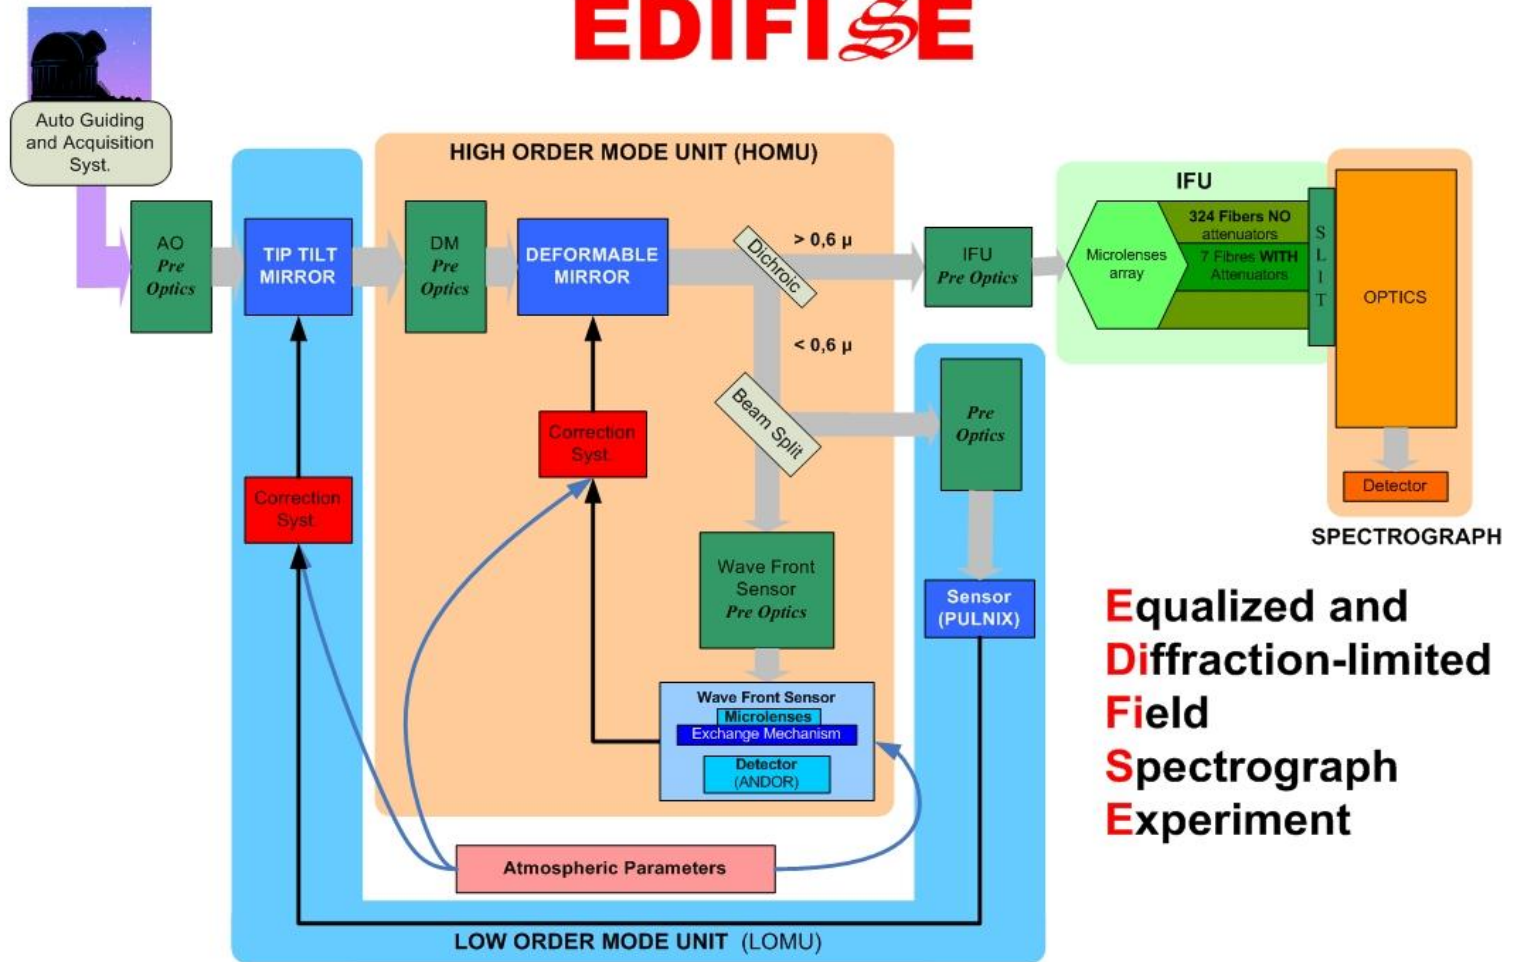 EDIFISE
Auto Guiding
and Acquisition
Syst.
HIGH ORDER MODE UNIT (HOMU)
AO
Pre
Optics
TIP TILT
MIRROR
DM
Pre
Optics
DEFORMABLE
MIRROR
Dichroic
> 0,6 µ
< 0,6 µ
IFU
Pre Optics
IFU
Microlenses
array
324 Fibers NO
attenuators
7 Fibres WITH
Attenuators
S
L
I
T
OPTICS
Detector
SPECTROGRAPH
Beam Split
Pre
Optics
Correction
Syst.
Correction
Syst.
Wave Front
Sensor
Pre Optics
Sensor
(PULNIX)
Wave Front Sensor
Microlenses
Exchange Mechanism
Detector
(ANDOR)
Atmospheric Parameters
LOW ORDER MODE UNIT (LOMU)
Equalized and
Diffraction-limited
Field
Spectrograph
Experiment